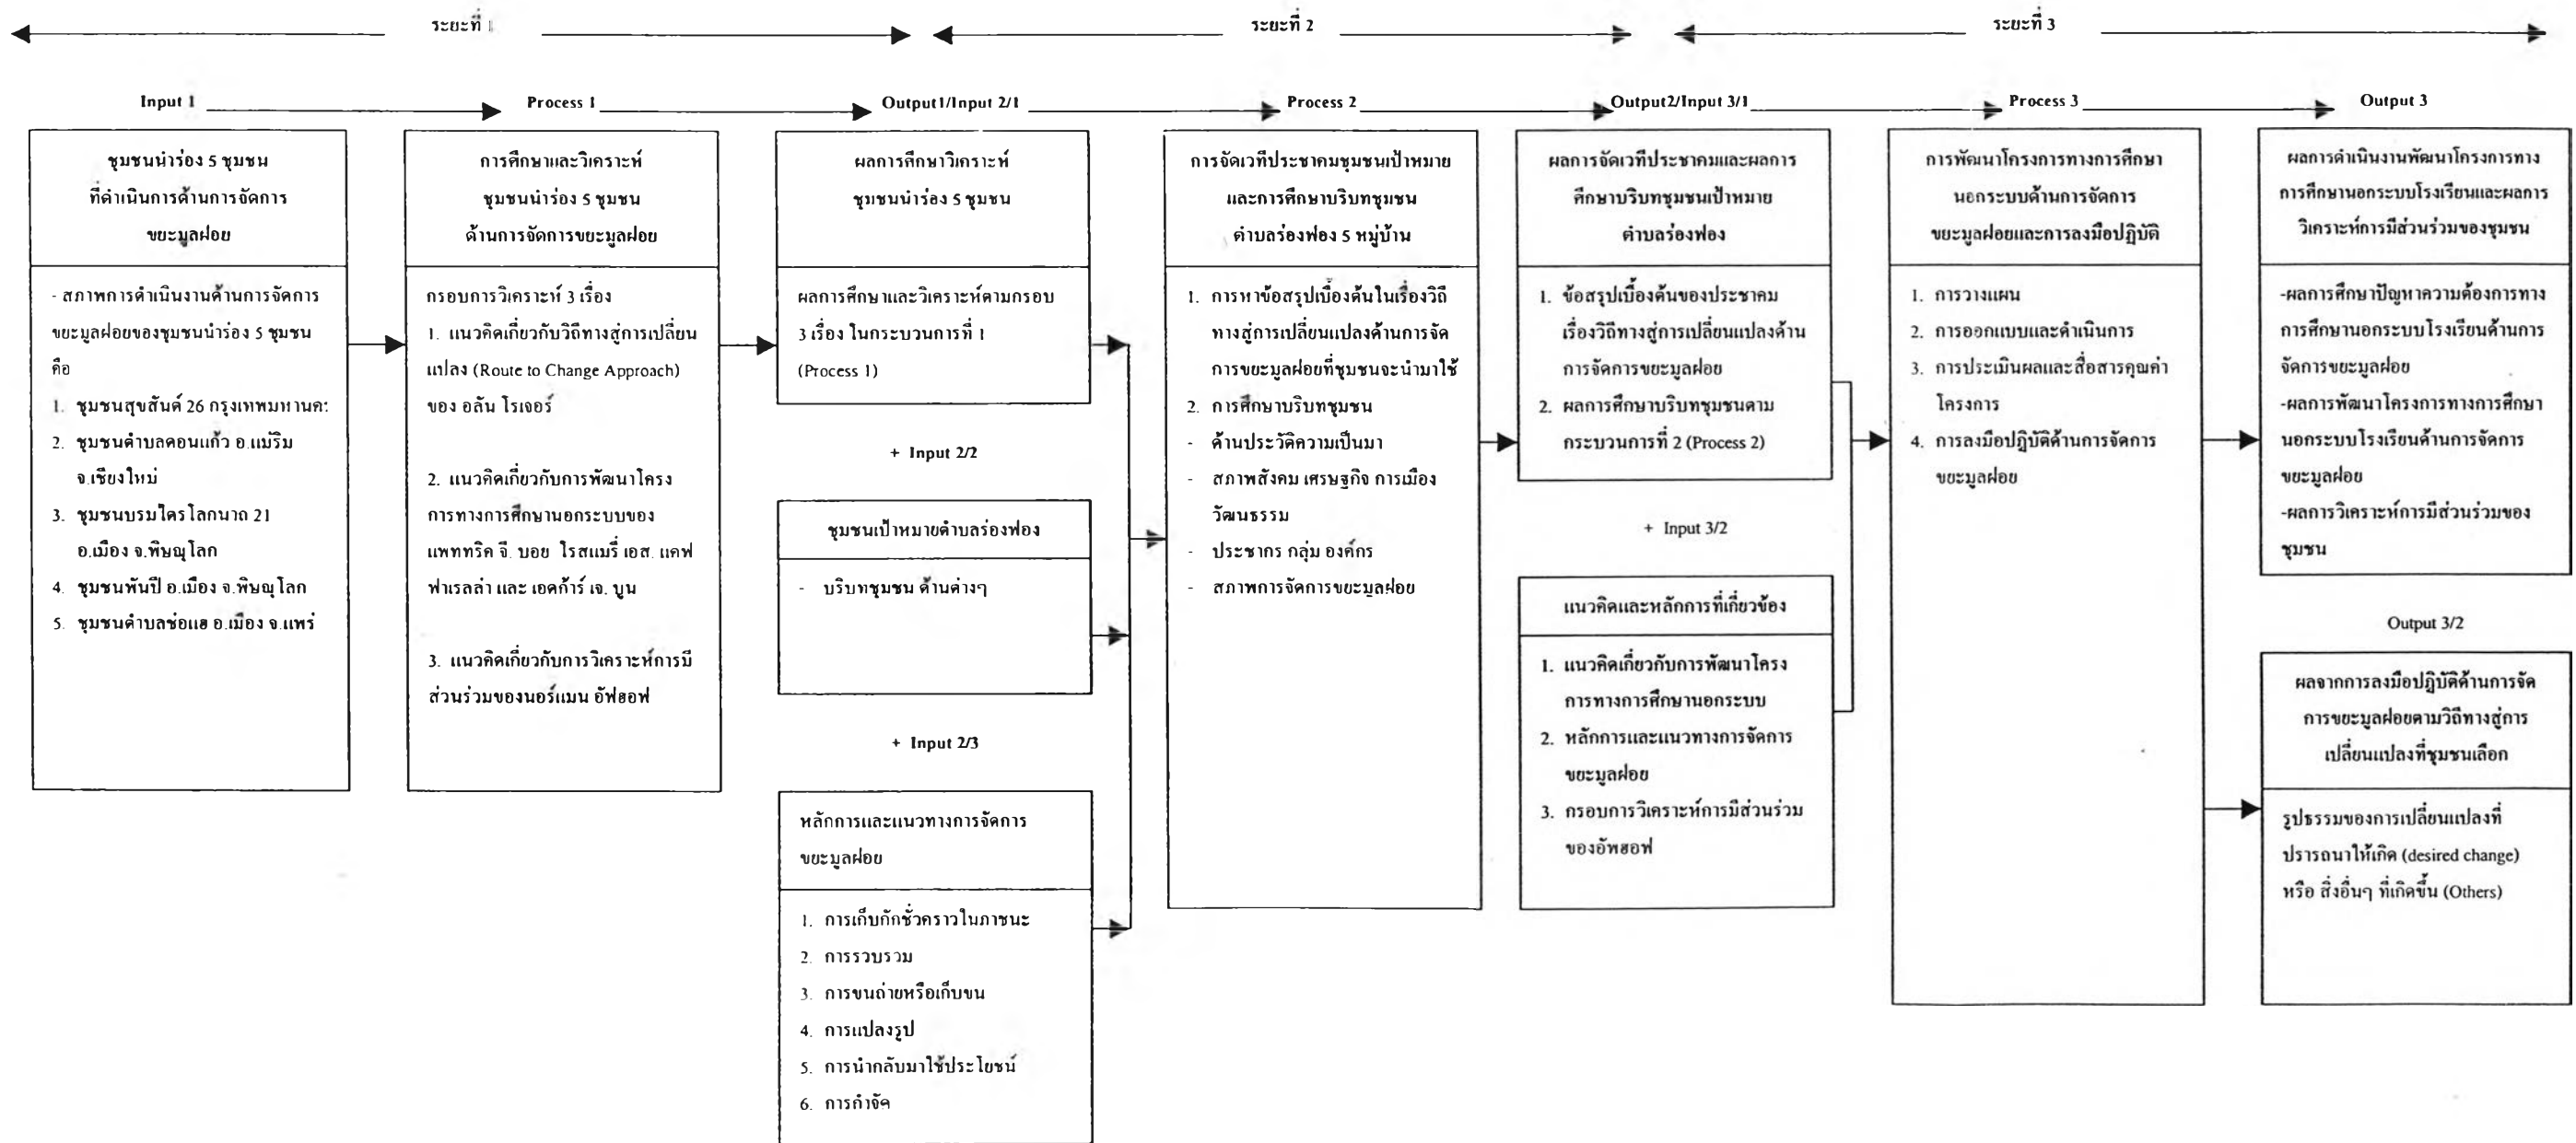 ระยะที่ 1
ระยะที่ 2
ระยะที่ 3
Input 1
Process 1
Output1/Input 2/1
Process 2
Output2/Input 3/1
Process 3
Output 3
ชุมชนนำร่อง 5 ชุมชน
ที่ดำเนินการด้านการจัดการ
ขยะมูลฝอย
- สภาพการดำเนินงานด้านการจัดการ
ขยะมูลฝอยของชุมชนนำร่อง 5 ชุมชน
คือ
1. ชุมชนสุขสันต์ 26 กรุงเทพมหานคร
2. ชุมชนตำบลดอนแก้ว อ.แม่ริม
จ.เชียงใหม่
3. ชุมชนบรมไตรโลกนาถ 21
อ.เมือง จ.พิษณุโลก
4. ชุมชนพันปี อ.เมือง จ.พิษณุโลก
5. ชุมชนตำบลช่อแฮ อ.เมือง จ.แพร่
การศึกษาและวิเคราะห์
ชุมชนนำร่อง 5 ชุมชน
ด้านการจัดการขยะมูลฝอย
กรอบการวิเคราะห์ 3 เรื่อง
1. แนวคิดเกี่ยวกับวิถีทางสู่การเปลี่ยน
แปลง (Route to Change Approach)
ของ อลัน โรเจอร์
2. แนวคิดเกี่ยวกับการพัฒนาโครง
การทางการศึกษานอกระบบของ
แพททริค จี. บอย โรสแมรี่ เอส. แคฟ
ฟาเรลล่า และ เอดก้าร์ เจ. บูน
3. แนวคิดเกี่ยวกับการวิเคราะห์การมี
ส่วนร่วมของนอร์แมน อัฟฮอฟ
ผลการศึกษาวิเคราะห์
ชุมชนนำร่อง 5 ชุมชน
ผลการศึกษาและวิเคราะห์ตามกรอบ
3 เรื่อง ในกระบวนการที่ 1
(Process 1)
+ Input 2/2
ชุมชนเป้าหมายตำบลร่องฟอง
- บริบทชุมชน ด้านต่างๆ
+ Input 2/3
หลักการและแนวทางการจัดการ
ขยะมูลฝอย
1. การเก็บกักชั่วคราวในภาชนะ
2. การรวบรวม
3. การขนถ่ายหรือเก็บขน
4. การแปลงรูป
5. การนำกลับมาใช้ประโยชน์
6. การกำจัด
การจัดเวทีประชาคมชุมชนเป้าหมาย
และการศึกษาบริบทชุมชน
ตำบลร่องฟอง 5 หมู่บ้าน
1. การหาข้อสรุปเบื้องต้นในเรื่องวิถี
ทางสู่การเปลี่ยนแปลงด้านการจัด
การขยะมูลฝอยที่ชุมชนจะนำมาใช้
2. การศึกษาบริบทชุมชน
- ด้านประวัติความเป็นมา
- สภาพสังคม เศรษฐกิจ การเมือง
วัฒนธรรม
- ประชากร กลุ่ม องค์กร
- สภาพการจัดการขยะมูลฝอย
ผลการจัดเวทีประชาคมและผลการ
ศึกษาบริบทชุมชนเป้าหมาย
ตำบลร่องฟอง
1. ข้อสรุปเบื้องต้นของประชาคม
เรื่องวิถีทางสู่การเปลี่ยนแปลงด้าน
การจัดการขยะมูลฝอย
2. ผลการศึกษาบริบทชุมชนตาม
กระบวนการที่ 2 (Process 2)
+ Input 3/2
แนวคิดและหลักการที่เกี่ยวข้อง
1. แนวคิดเกี่ยวกับการพัฒนาโครง
การทางการศึกษานอกระบบ
2. หลักการและแนวทางการจัดการ
ขยะมูลฝอย
3. กรอบการวิเคราะห์การมีส่วนร่วม
ของอัพฮอฟ
การพัฒนาโครงการทางการศึกษา
นอกระบบด้านการจัดการ
ขยะมูลฝอยและการลงมือปฏิบัติ
1. การวางแผน
2. การออกแบบและดำเนินการ
3. การประเมินผลและสื่อสารคุณค่า
โครงการ
4. การลงมือปฏิบัติด้านการจัดการ
ขยะมูลฝอย
ผลการดำเนินงานพัฒนาโครงการทาง
การศึกษานอกระบบโรงเรียนและผลการ
วิเคราะห์การมีส่วนร่วมของชุมชน
-ผลการศึกษาปัญหาความต้องการทาง
การศึกษานอกระบบโรงเรียนด้านการ
จัดการขยะมูลฝอย
-ผลการพัฒนาโครงการทางการศึกษา
นอกระบบโรงเรียนด้านการจัดการ
ขยะมูลฝอย
-ผลการวิเคราะห์การมีส่วนร่วมของ
ชุมชน
Output 3/2
ผลจากการลงมือปฏิบัติด้านการจัด
การขยะมูลฝอยตามวิถีทางสู่การ
เปลี่ยนแปลงที่ชุมชนเลือก
รูปธรรมของการเปลี่ยนแปลงที่
ปรารถนาให้เกิด (desired change)
หรือ สิ่งอื่นๆ ที่เกิดขึ้น (Others)